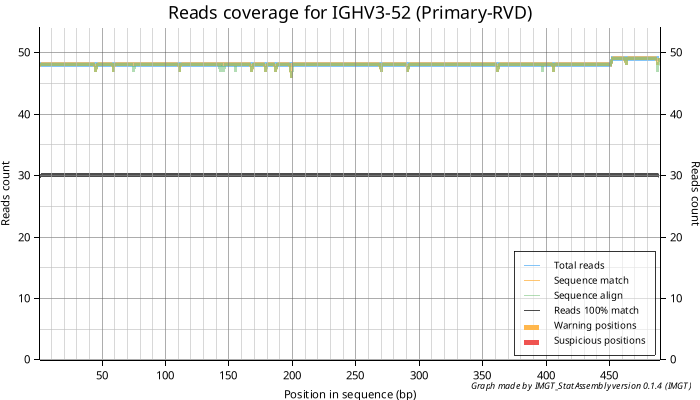 Reads coverage for IGHV3-52 (Primary-RVD)
50
40
30
20
10
0
50
40
30
20
10
0
Reads count
Reads count
Total reads
Sequence match
Sequence align
Reads 100% match
Warning positions
Suspicious positions
50 100 150 200 250 300 350 400 450
Position in sequence (bp)
Graph made by IMGT_StatAssembly version 0.1.4 (IMGT)